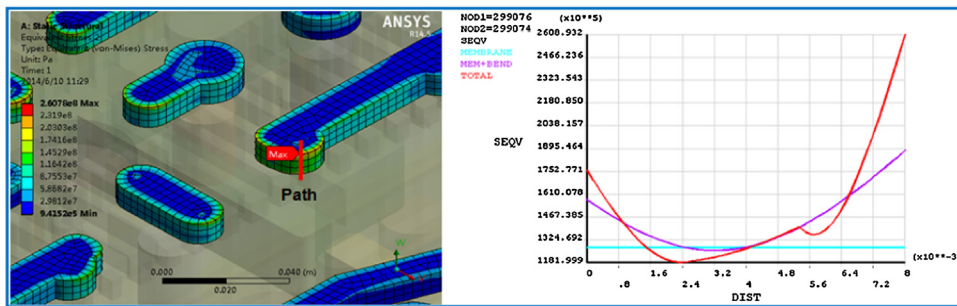 A: Static Structural
Type: Equivalent (von-Mises) Stress
Unit: Pa
Time: 1
2014/6/10 11:29
2.6078e8 Max
2.319e8
2.0303e8
1.7416e8
1.4529e8
1.1642e8
8.7553e7
5.8682e7
2.9812e7
9.4152e5 Min
ANSYS
R14.5
Max
Path
0.000
0.040 (m)
0.020
NOD1=299076
NOD2=299074
SEQV
MEMBRANE
MEM+BEND
TOTAL
(x10**5)
2608.932
2466.236
2323.543
2180.850
2038.157
1895.464
1752.771
1610.078
1467.385
1324.692
1181.999
SEQV
0
1.6
3.2
4.8
6.4
8
(x10**-3)
.8
2.4
4
5.6
7.2
DIST